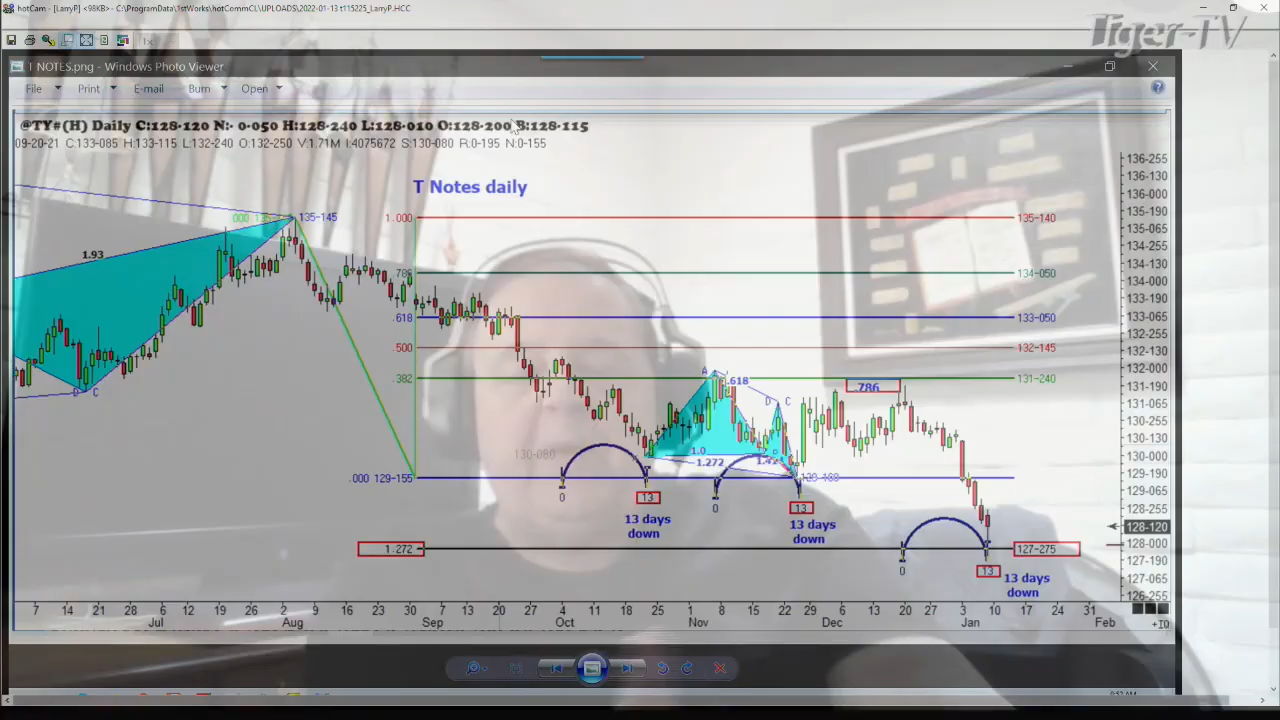 hotCam - [LarryP] <98KB> - C:\ProgramData\1stWorks\hotCommCL\UPLOADS\2022-01-13 t115225_LarryP.HCC
Tiger-TV
T NOTES.png - Windows Photo Viewer
File Print E-mail Burn Open
@TY#(H) Daily C:128-120 N:- 0-050 H:128-240 L:128-010 O:128-200 B:128-115
09-20-21 C:133-085 H:133-115 L:132-240 O:132-250 V:1.71M I:4075672 S:130-080 R:0-195 N:0-155
T Notes daily
136-255
136-130
136-000
135-190
135-065
134-255
134-130
134-000
133-190
133-065
132-255
132-130
132-000
131-190
131-065
130-255
130-130
130-000
129-190
129-065
128-255
128-120
128-000
127-190
127-065
126-255
135-145
1.000
135-140
1.93
134-050
.618
133-050
.500
132-145
.382
131-240
A
.618
.786
D C
D C
1.0
1.272
130-080
.000 129-155
0
13
0
13
13 days
down
13 days
down
1.272
127-275
0
13
13 days
down
7 14 21 28 6 12 19 26 2 9 16 23 30 7 13 20 27 4 11 18 25 1 8 15 22 29 6 13 20 27 3 10 17 24 31
Jul Aug Sep Oct Nov Dec Jan Feb